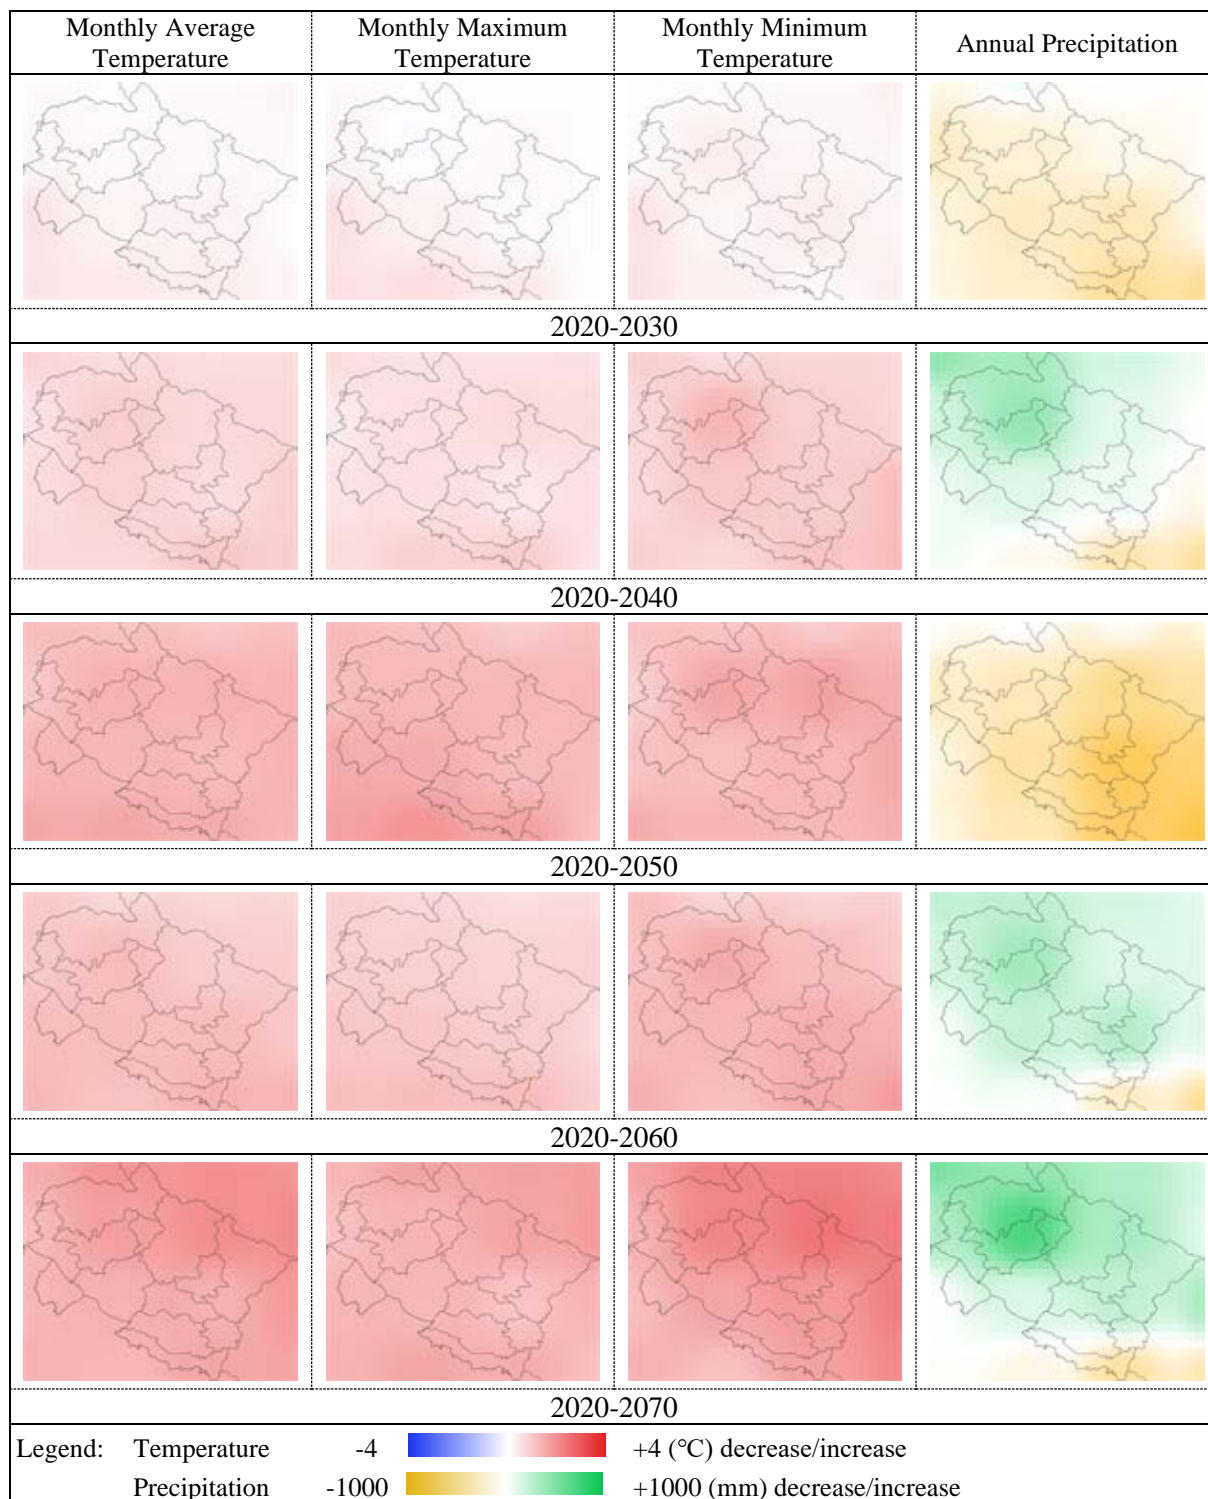 Monthly Average
Temperature
Monthly Maximum
Temperature
Monthly Minimum
Temperature
Annual Precipitation
2020-2030
2020-2040
2020-2050
2020-2060
2020-2070
Legend: Temperature -4 +4 (°C) decrease/increase
Precipitation -1000 +1000 (mm) decrease/increase